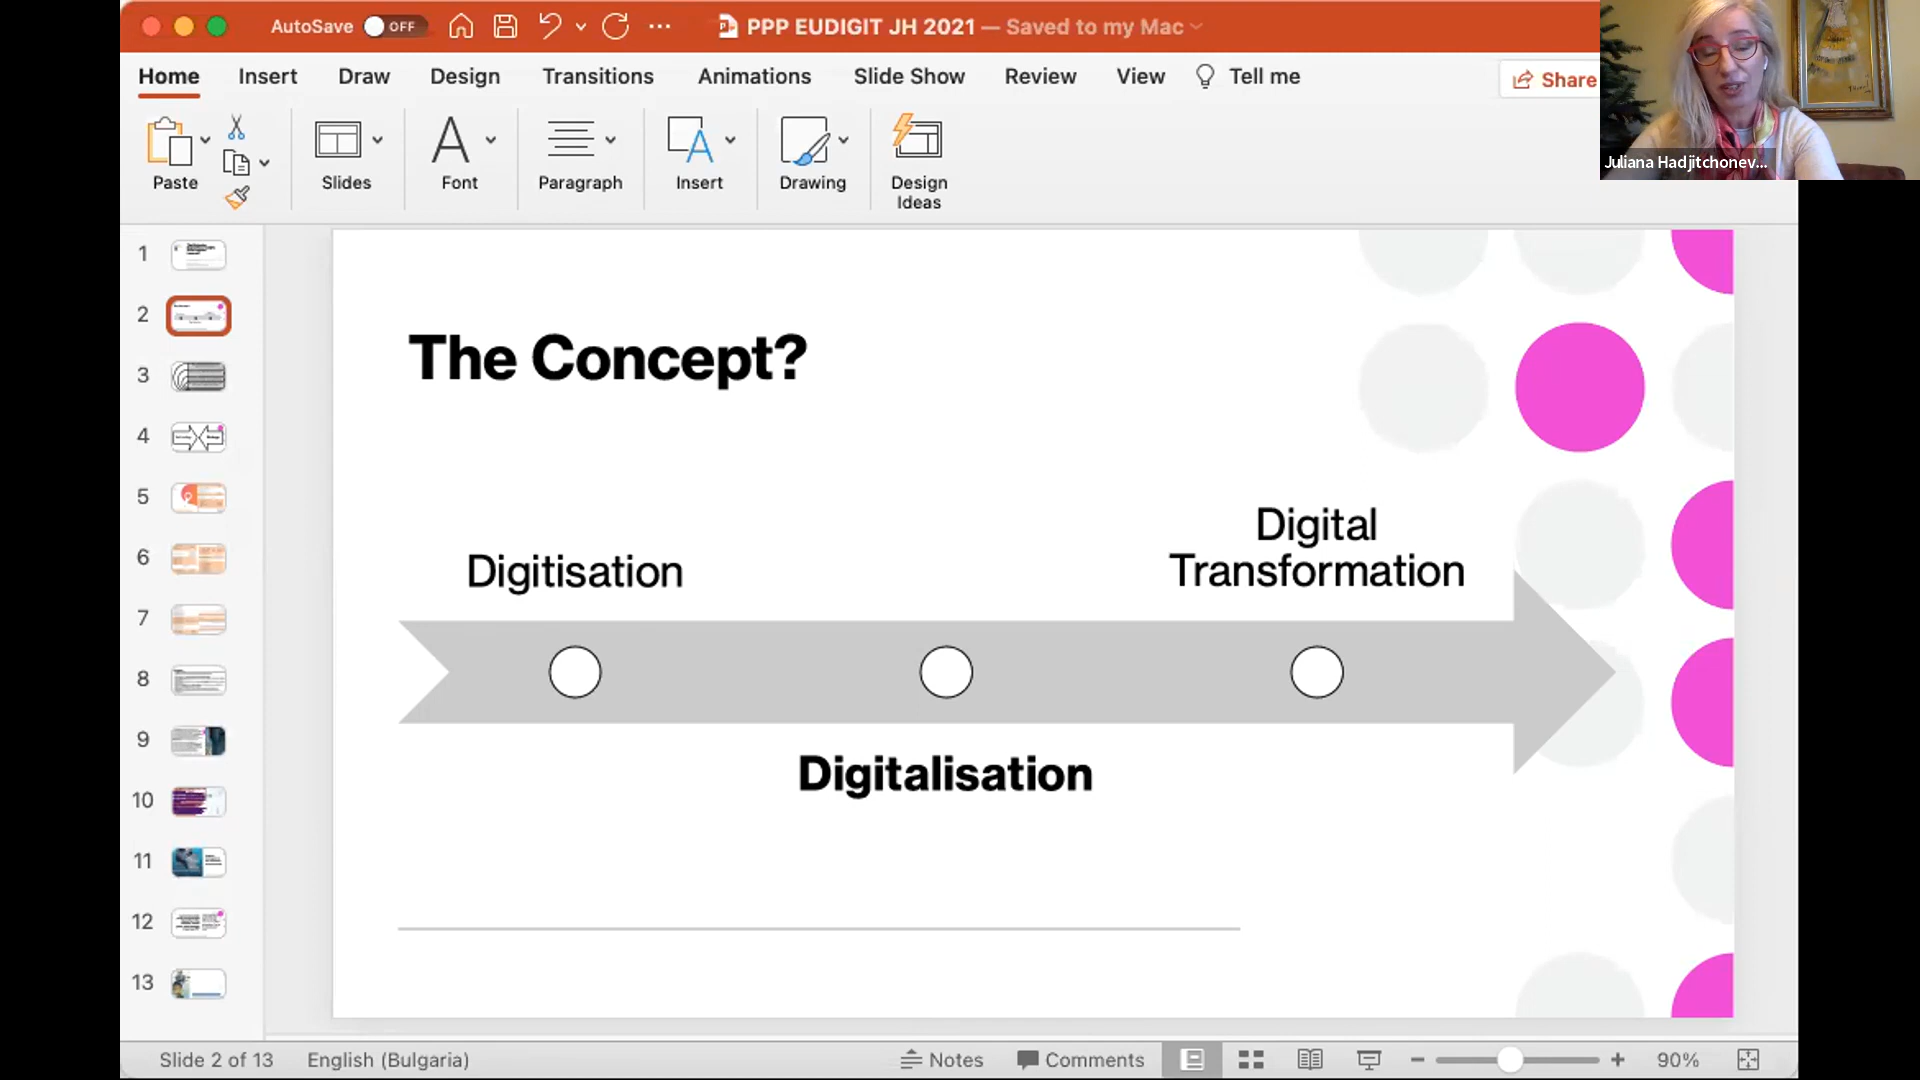 AutoSave OFF PPP EUDIGIT JH 2021 — Saved to my Mac
Home Insert Draw Design Transitions Animations Slide Show Review View Tell me Share
Paste Slides Font Paragraph Insert Drawing Design
Ideas
Juliana Hadjitchonev...
1
2
3
4
5
6
7
8
9
10
11
12
13
The Concept?
Digitisation
Digital
Transformation
Digitalisation
Slide 2 of 13 English (Bulgaria) Notes Comments 90%